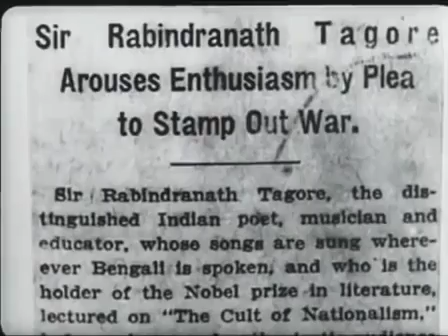 Sir Rabindranath Tagore
Arouses Enthusiasm by Plea
to Stamp Out War.
Sir Rabindranath Tagore, the dis-
tinguished Indian poet, musician and
educator, whose songs are sung where-
ever Bengali is spoken, and who is the
holder of the Nobel prize in literature,
lectured on "The Cult of Nationalism,"